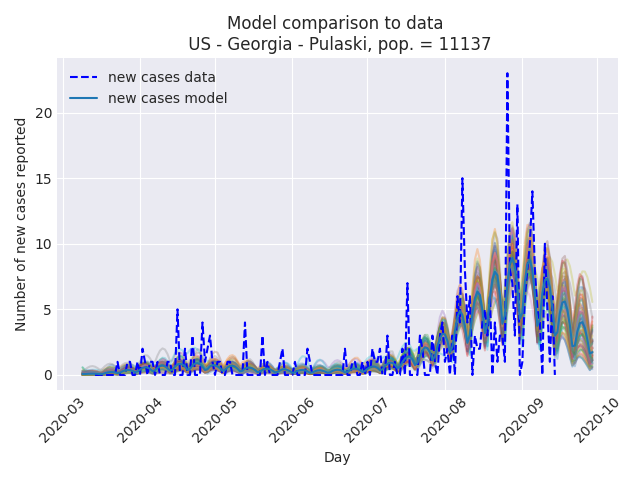 Model comparison to data
US - Georgia - Pulaski, pop. = 11137
new cases data
new cases model
Number of new cases reported
20
15
10
5
0
2020-03
2020-04
2020-05
2020-06
2020-07
2020-08
2020-09
2020-10
Day